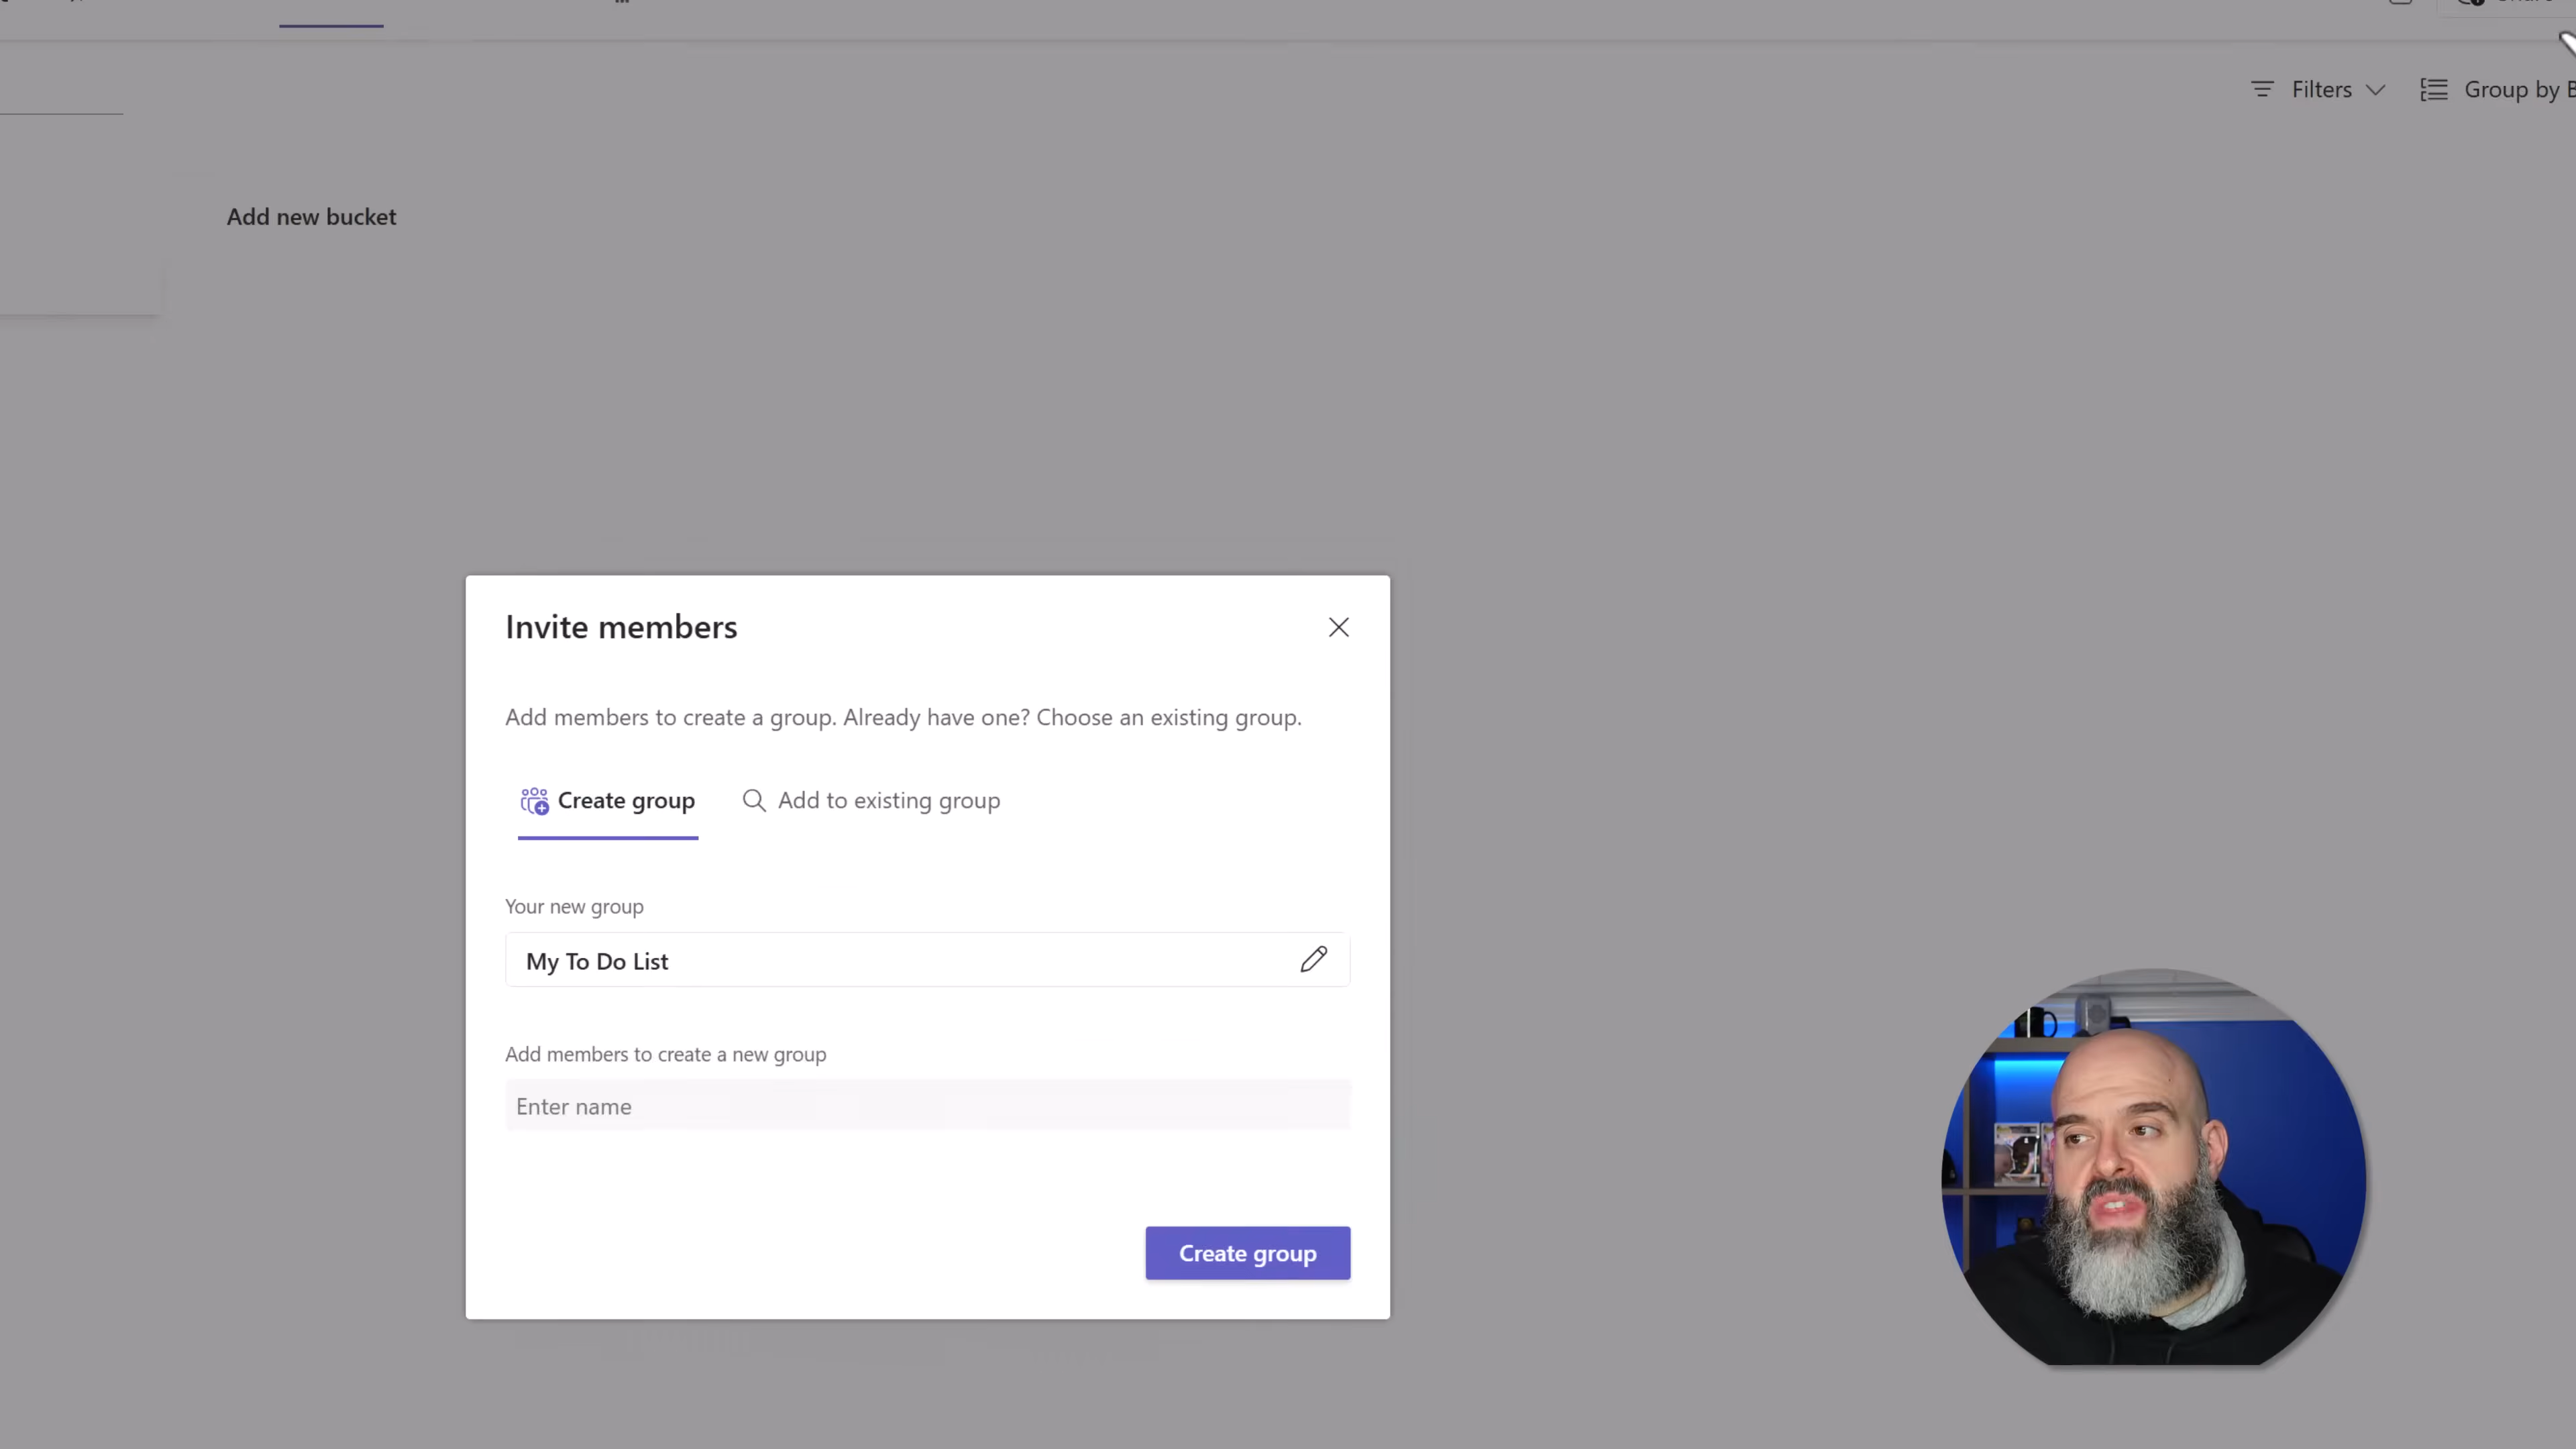 Filters
Group by
Add new bucket
Invite members
Add members to create a group. Already have one? Choose an existing group.
Create group
Add to existing group
Your new group
My To Do List
Add members to create a new group
Enter name
Create group